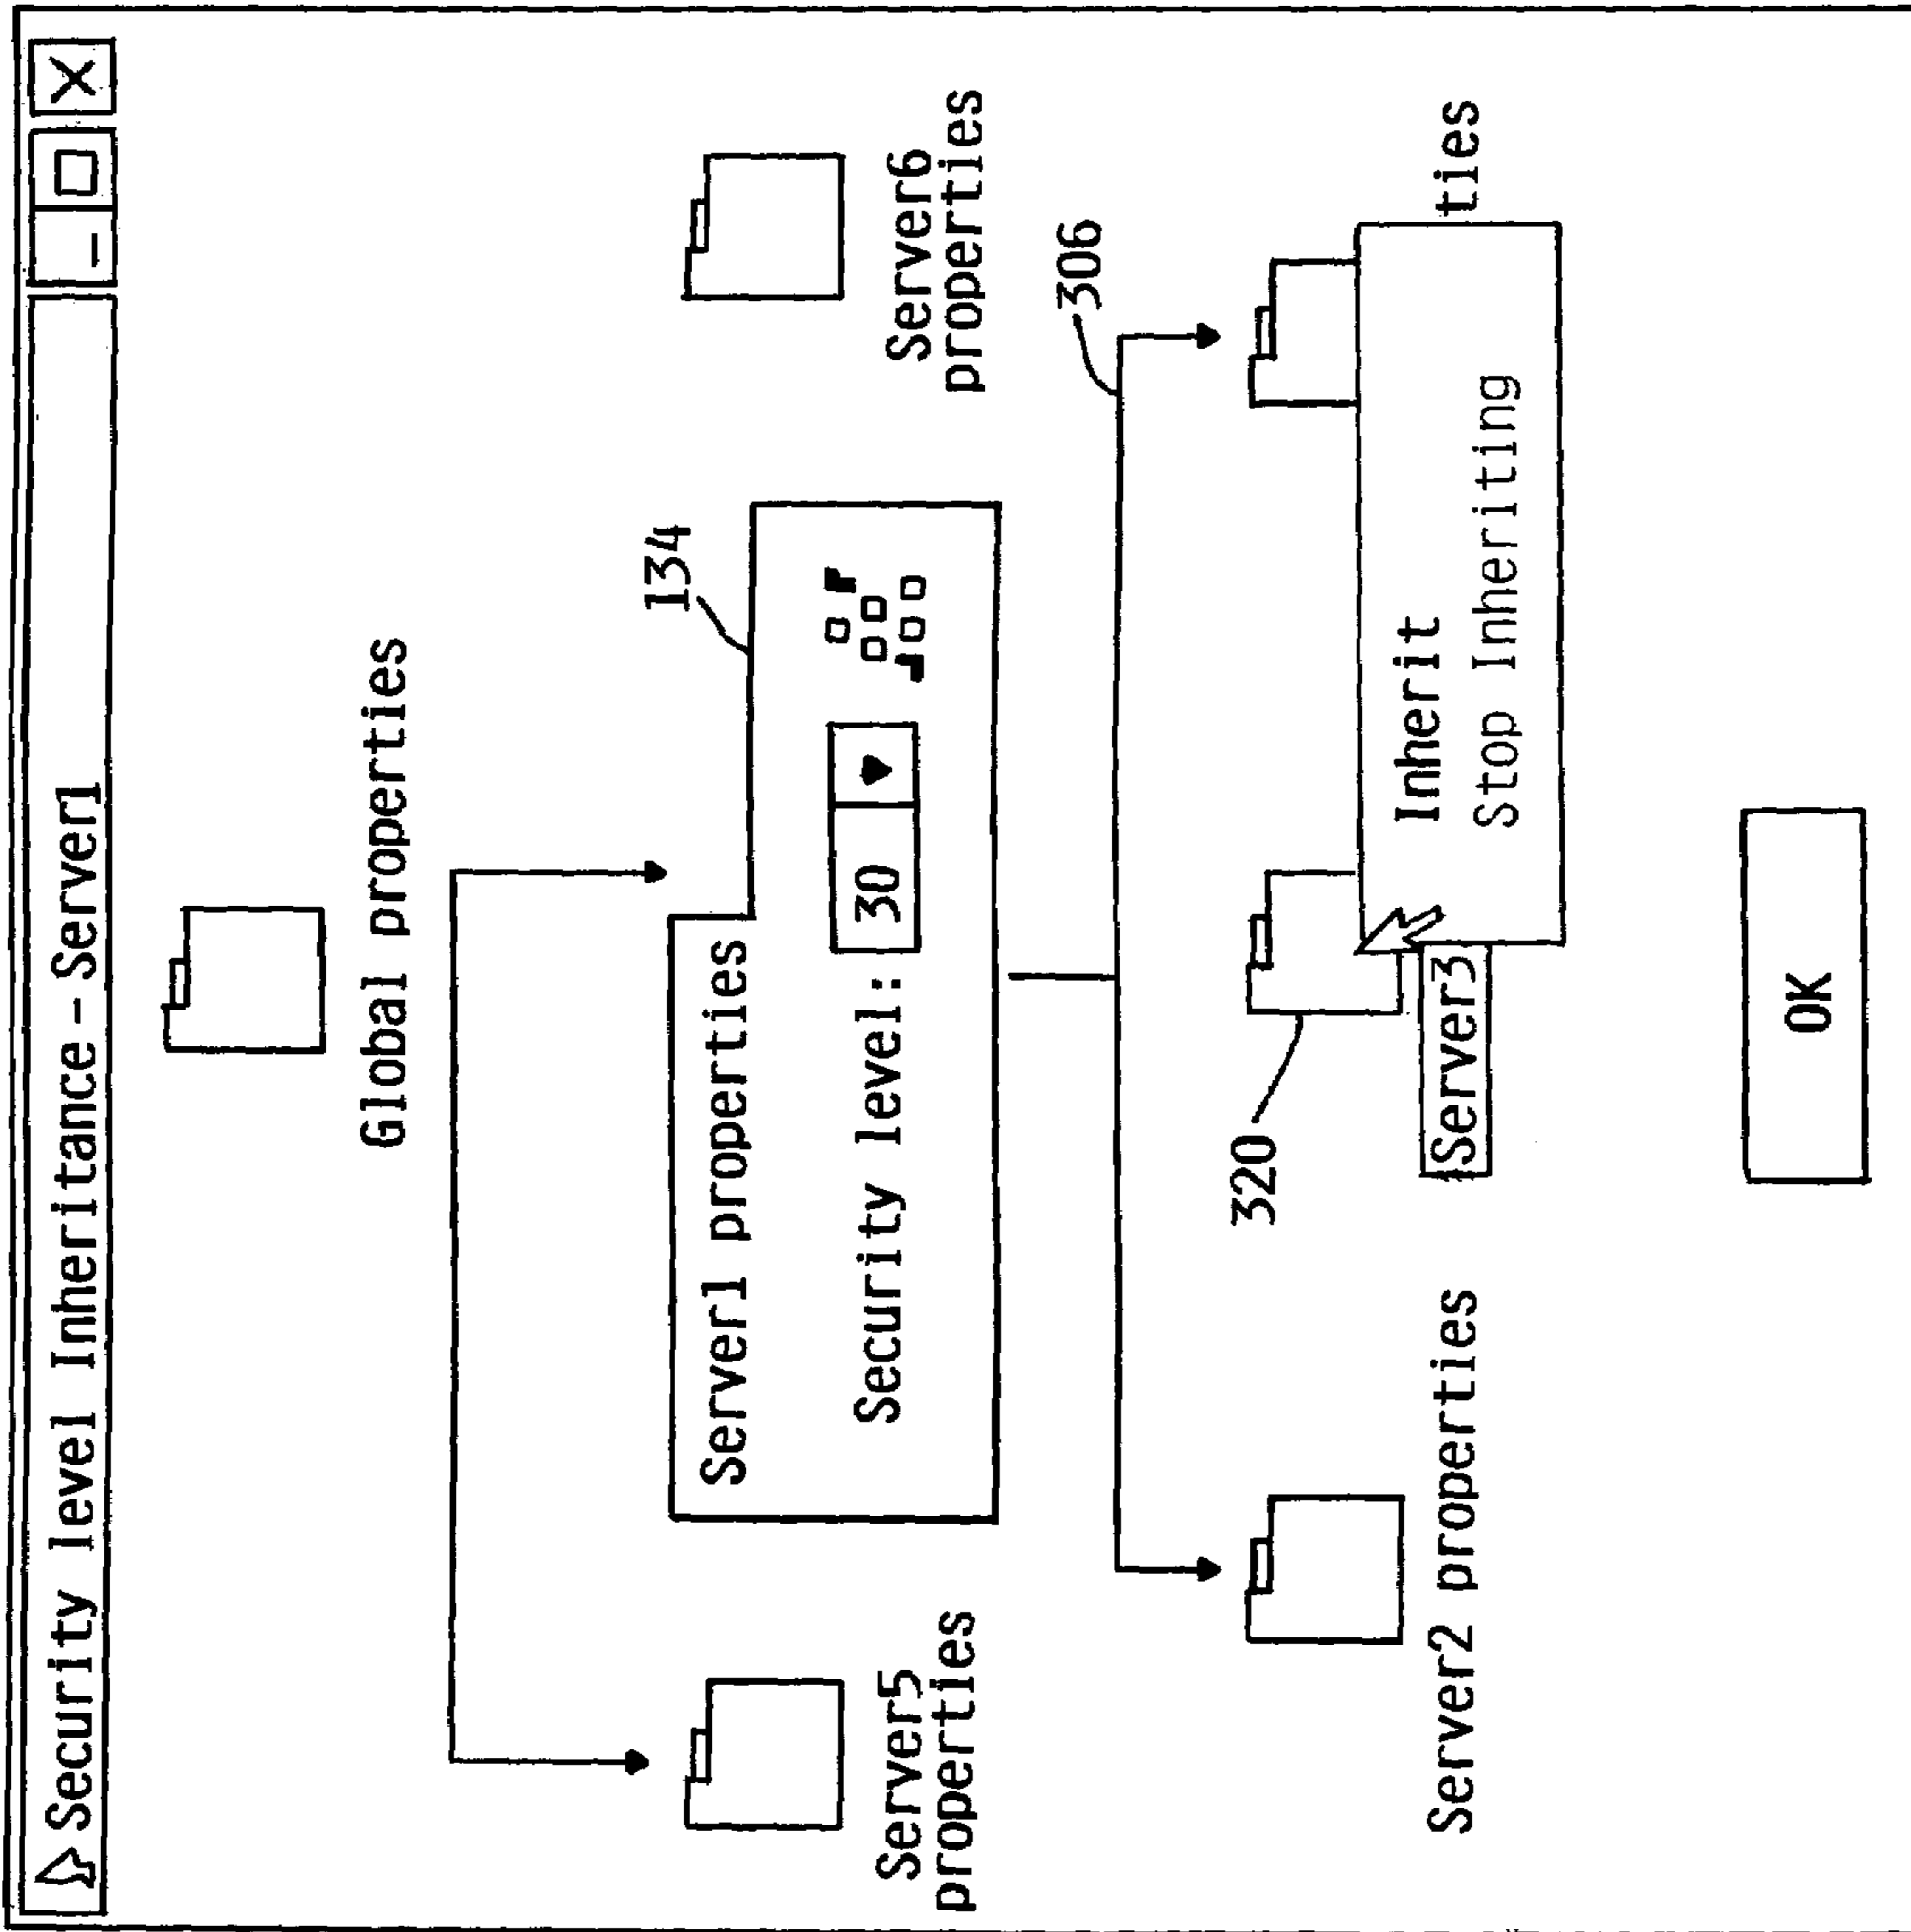 Security level Inheritance - Server1
Global properties
134
Server5
properties
Server1 properties
Security level: 30
Server6
properties
306
320
Server2 properties
Server3
ties
Inherit
Stop Inheriting
OK